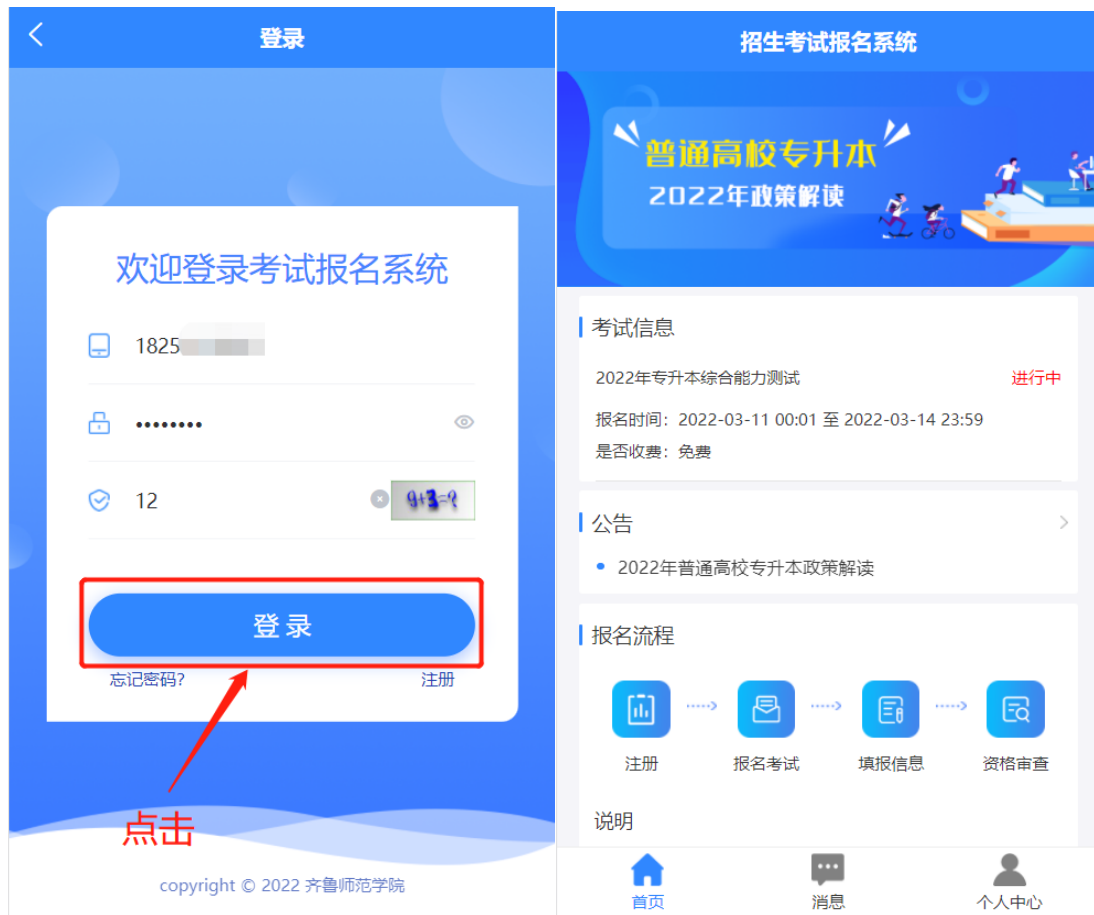 登录
欢迎登录考试报名系统
1825
••••••••
12
9+3=?
登录
忘记密码?
注册
点击
copyright © 2022 齐鲁师范学院
招生考试报名系统
普通高校专升本
2022年政策解读
考试信息
2022年专升本综合能力测试
进行中
报名时间：2022-03-11 00:01 至 2022-03-14 23:59
是否收费：免费
公告
• 2022年普通高校专升本政策解读
报名流程
注册
报名考试
填报信息
资格审查
说明
首页
消息
个人中心